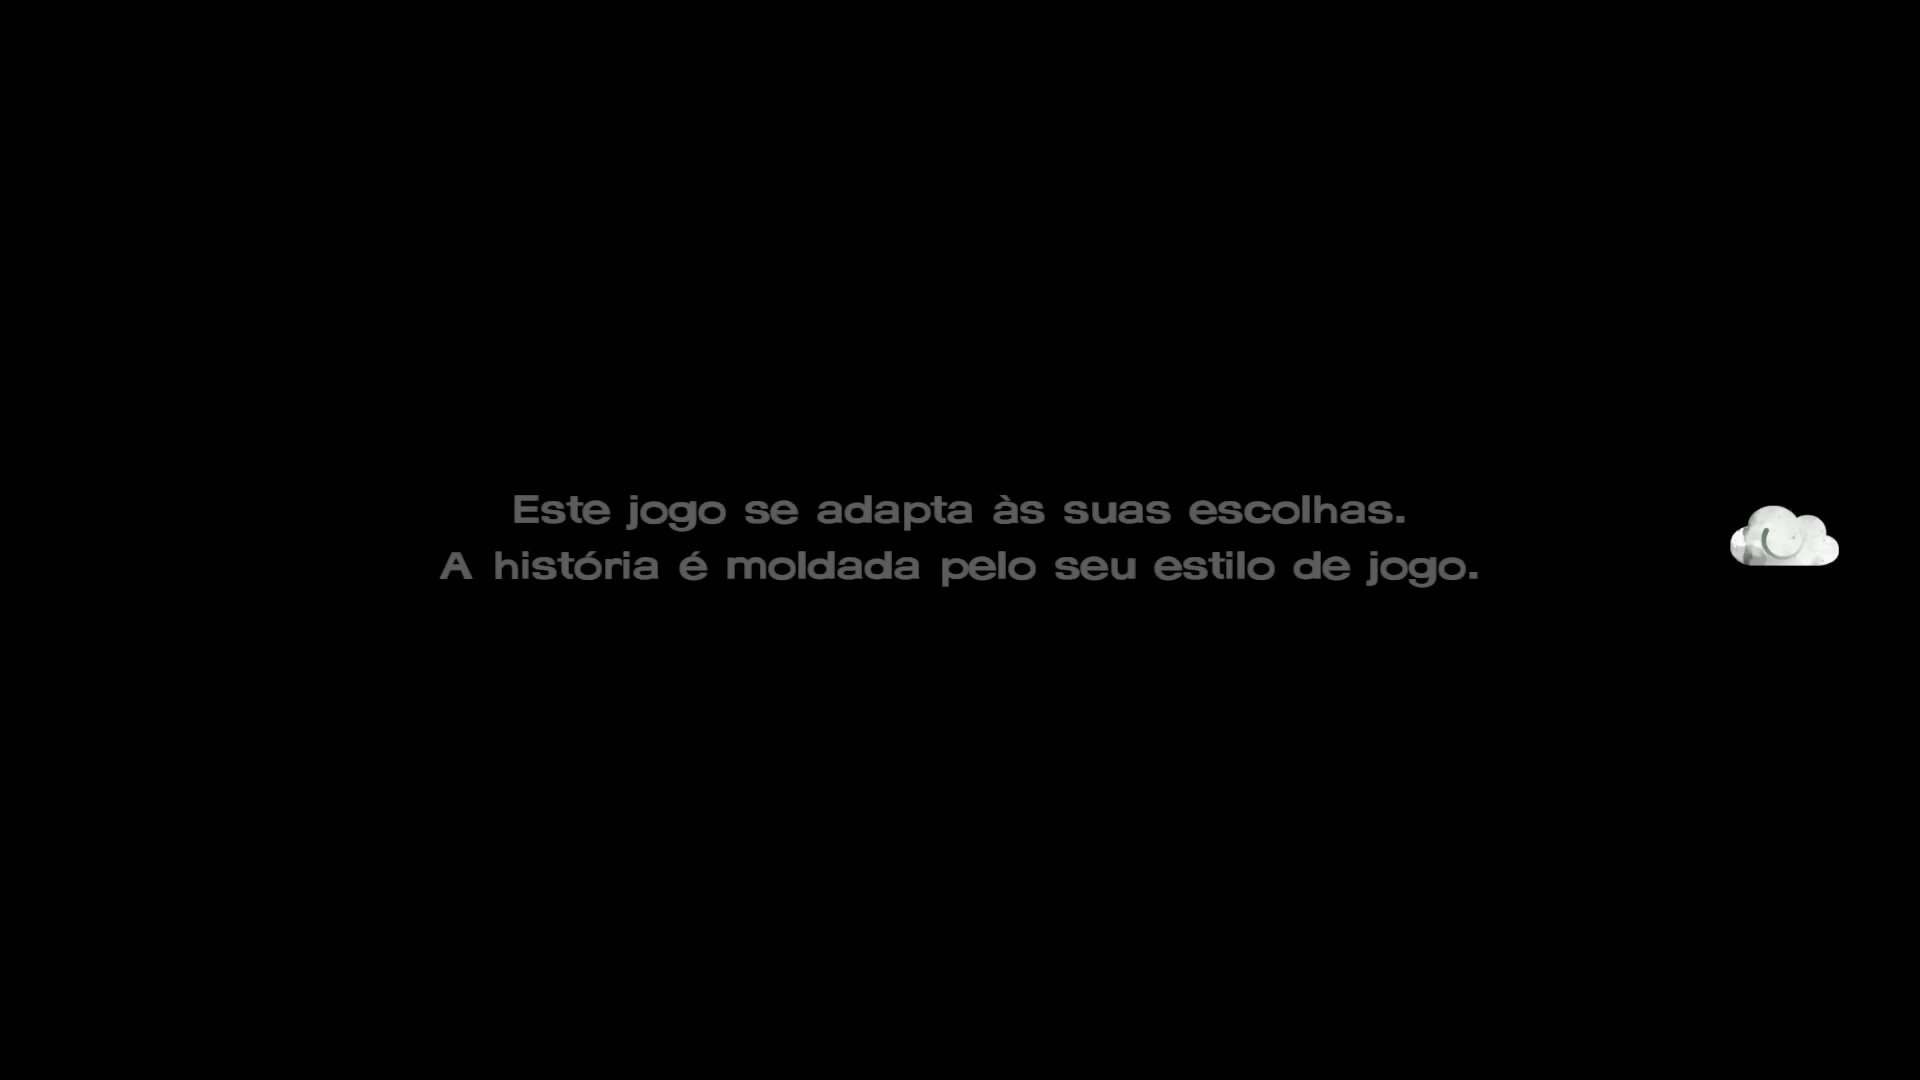 Este jogo se adapta às suas escolhas.
A história é moldada pelo seu estilo de jogo.